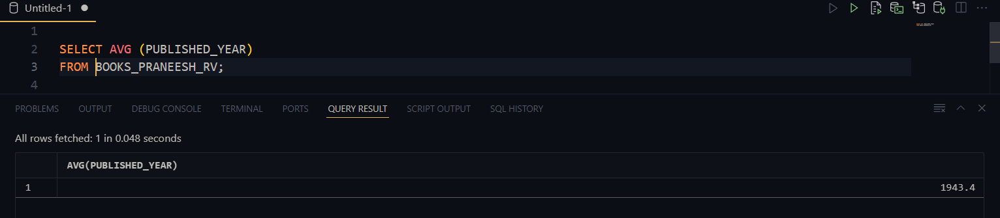 Untitled-1
1
2 SELECT AVG (PUBLISHED_YEAR)
3 FROM BOOKS_PRANEESH_RV;
4
PROBLEMS OUTPUT DEBUG CONSOLE TERMINAL PORTS QUERY RESULT SCRIPT OUTPUT SQL HISTORY
All rows fetched: 1 in 0.048 seconds
AVG(PUBLISHED_YEAR)
1 1943.4